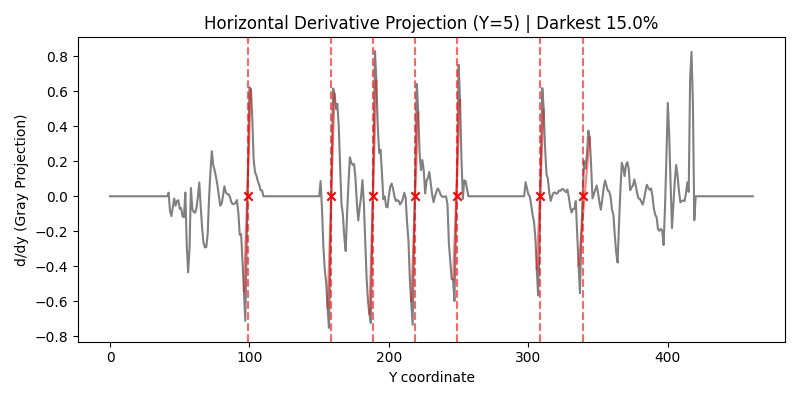 Horizontal Derivative Projection (Y=5) | Darkest 15.0%
d/dy (Gray Projection)
0.8
0.6
0.4
0.2
0.0
−0.2
−0.4
−0.6
−0.8
0 100 200 300 400
Y coordinate